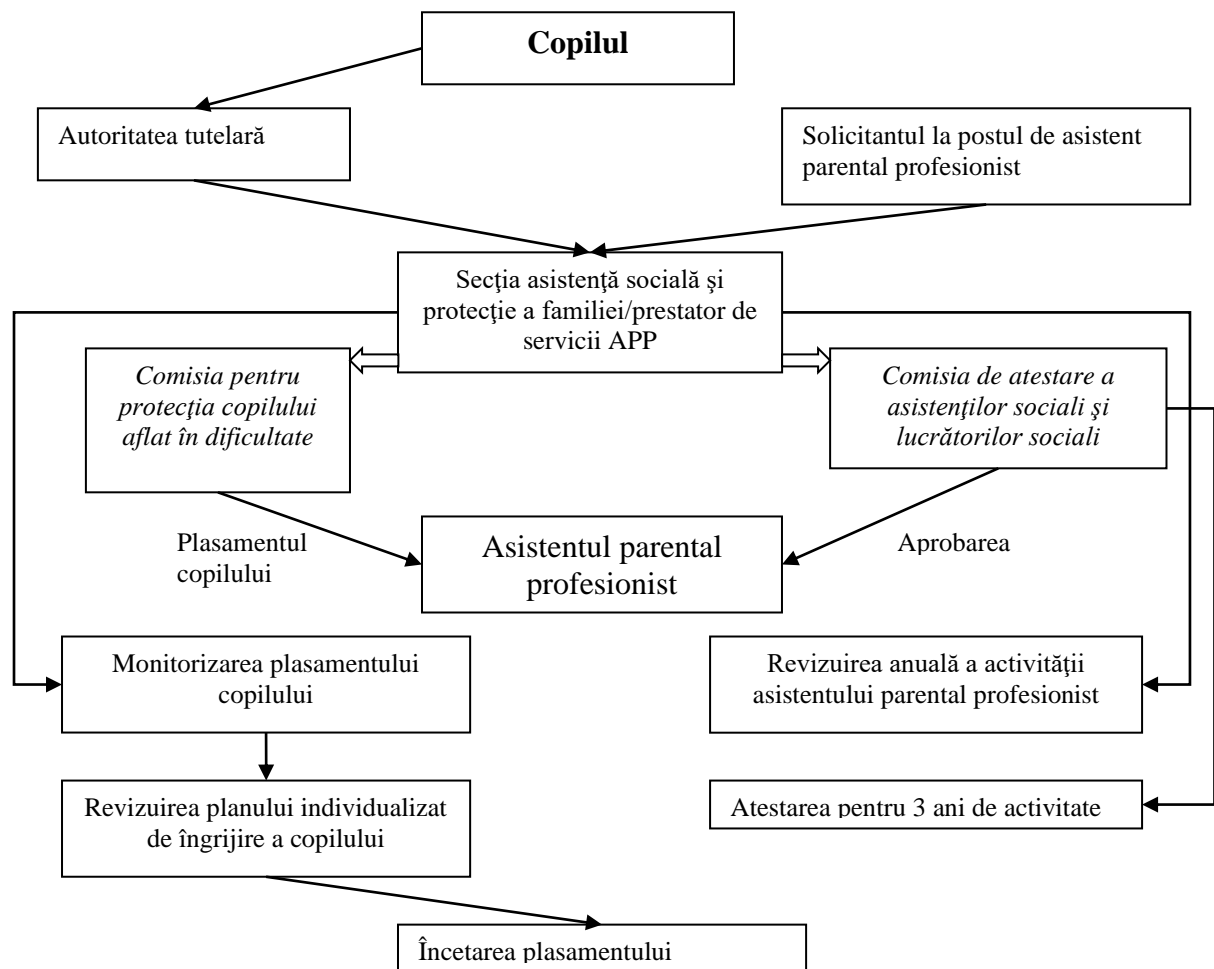 Copilul
Autoritatea tutelară
Solicitantul la postul de asistent
parental profesionist
Secţia asistenţă socială şi
protecţie a familiei/prestator de
servicii APP
Comisia pentru
protecţia copilului
aflat în dificultate
Comisia de atestare a
asistenţilor sociali şi
lucrătorilor sociali
Plasamentul
copilului
Asistentul parental
profesionist
Aprobarea
Monitorizarea plasamentului
copilului
Revizuirea anuală a activităţii
asistentului parental profesionist
Revizuirea planului individualizat
de îngrijire a copilului
Atestarea pentru 3 ani de activitate
Încetarea plasamentului